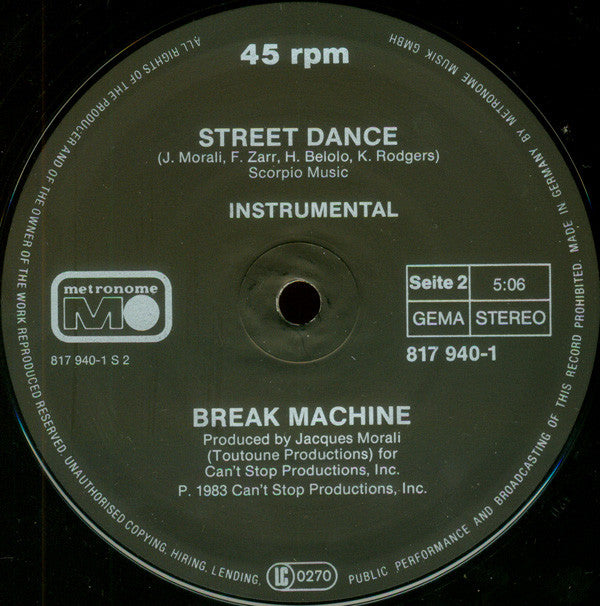 45 rpm
STREET DANCE
(J. Morali, F. Zarr, H. Belolo, K. Rodgers)
Scorpio Music
INSTRUMENTAL
metronome
M
817 940-1 S 2
Seite 2 5:06
GEMA STEREO
817 940-1
BREAK MACHINE
Produced by Jacques Morali
(Toutoune Productions) for
Can't Stop Productions, Inc.
P. 1983 Can't Stop Productions, Inc.
ALL RIGHTS OF THE PRODUCER AND OF THE OWNER OF THE WORK REPRODUCED RESERVED. UNAUTHORISED COPYING, HIRING, LENDING, LC 0270 PUBLIC PERFORMANCE AND BROADCASTING OF THIS RECORD PROHIBITED. MADE IN GERMANY BY METRONOME MUSIK GMBH